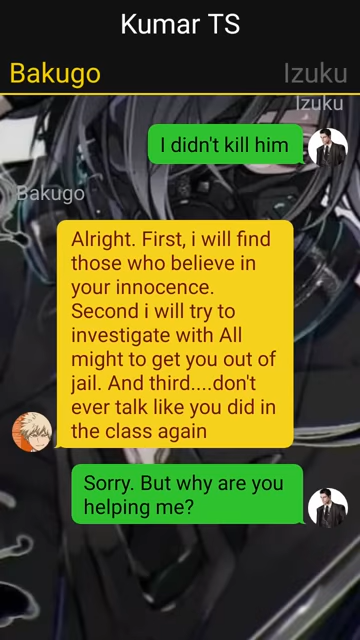 Kumar TS
Bakugo
Izuku
Izuku
I didn't kill him
Bakugo
Alright. First, i will find
those who believe in
your innocence.
Second i will try to
investigate with All
might to get you out of
jail. And third....don't
ever talk like you did in
the class again
Sorry. But why are you
helping me?